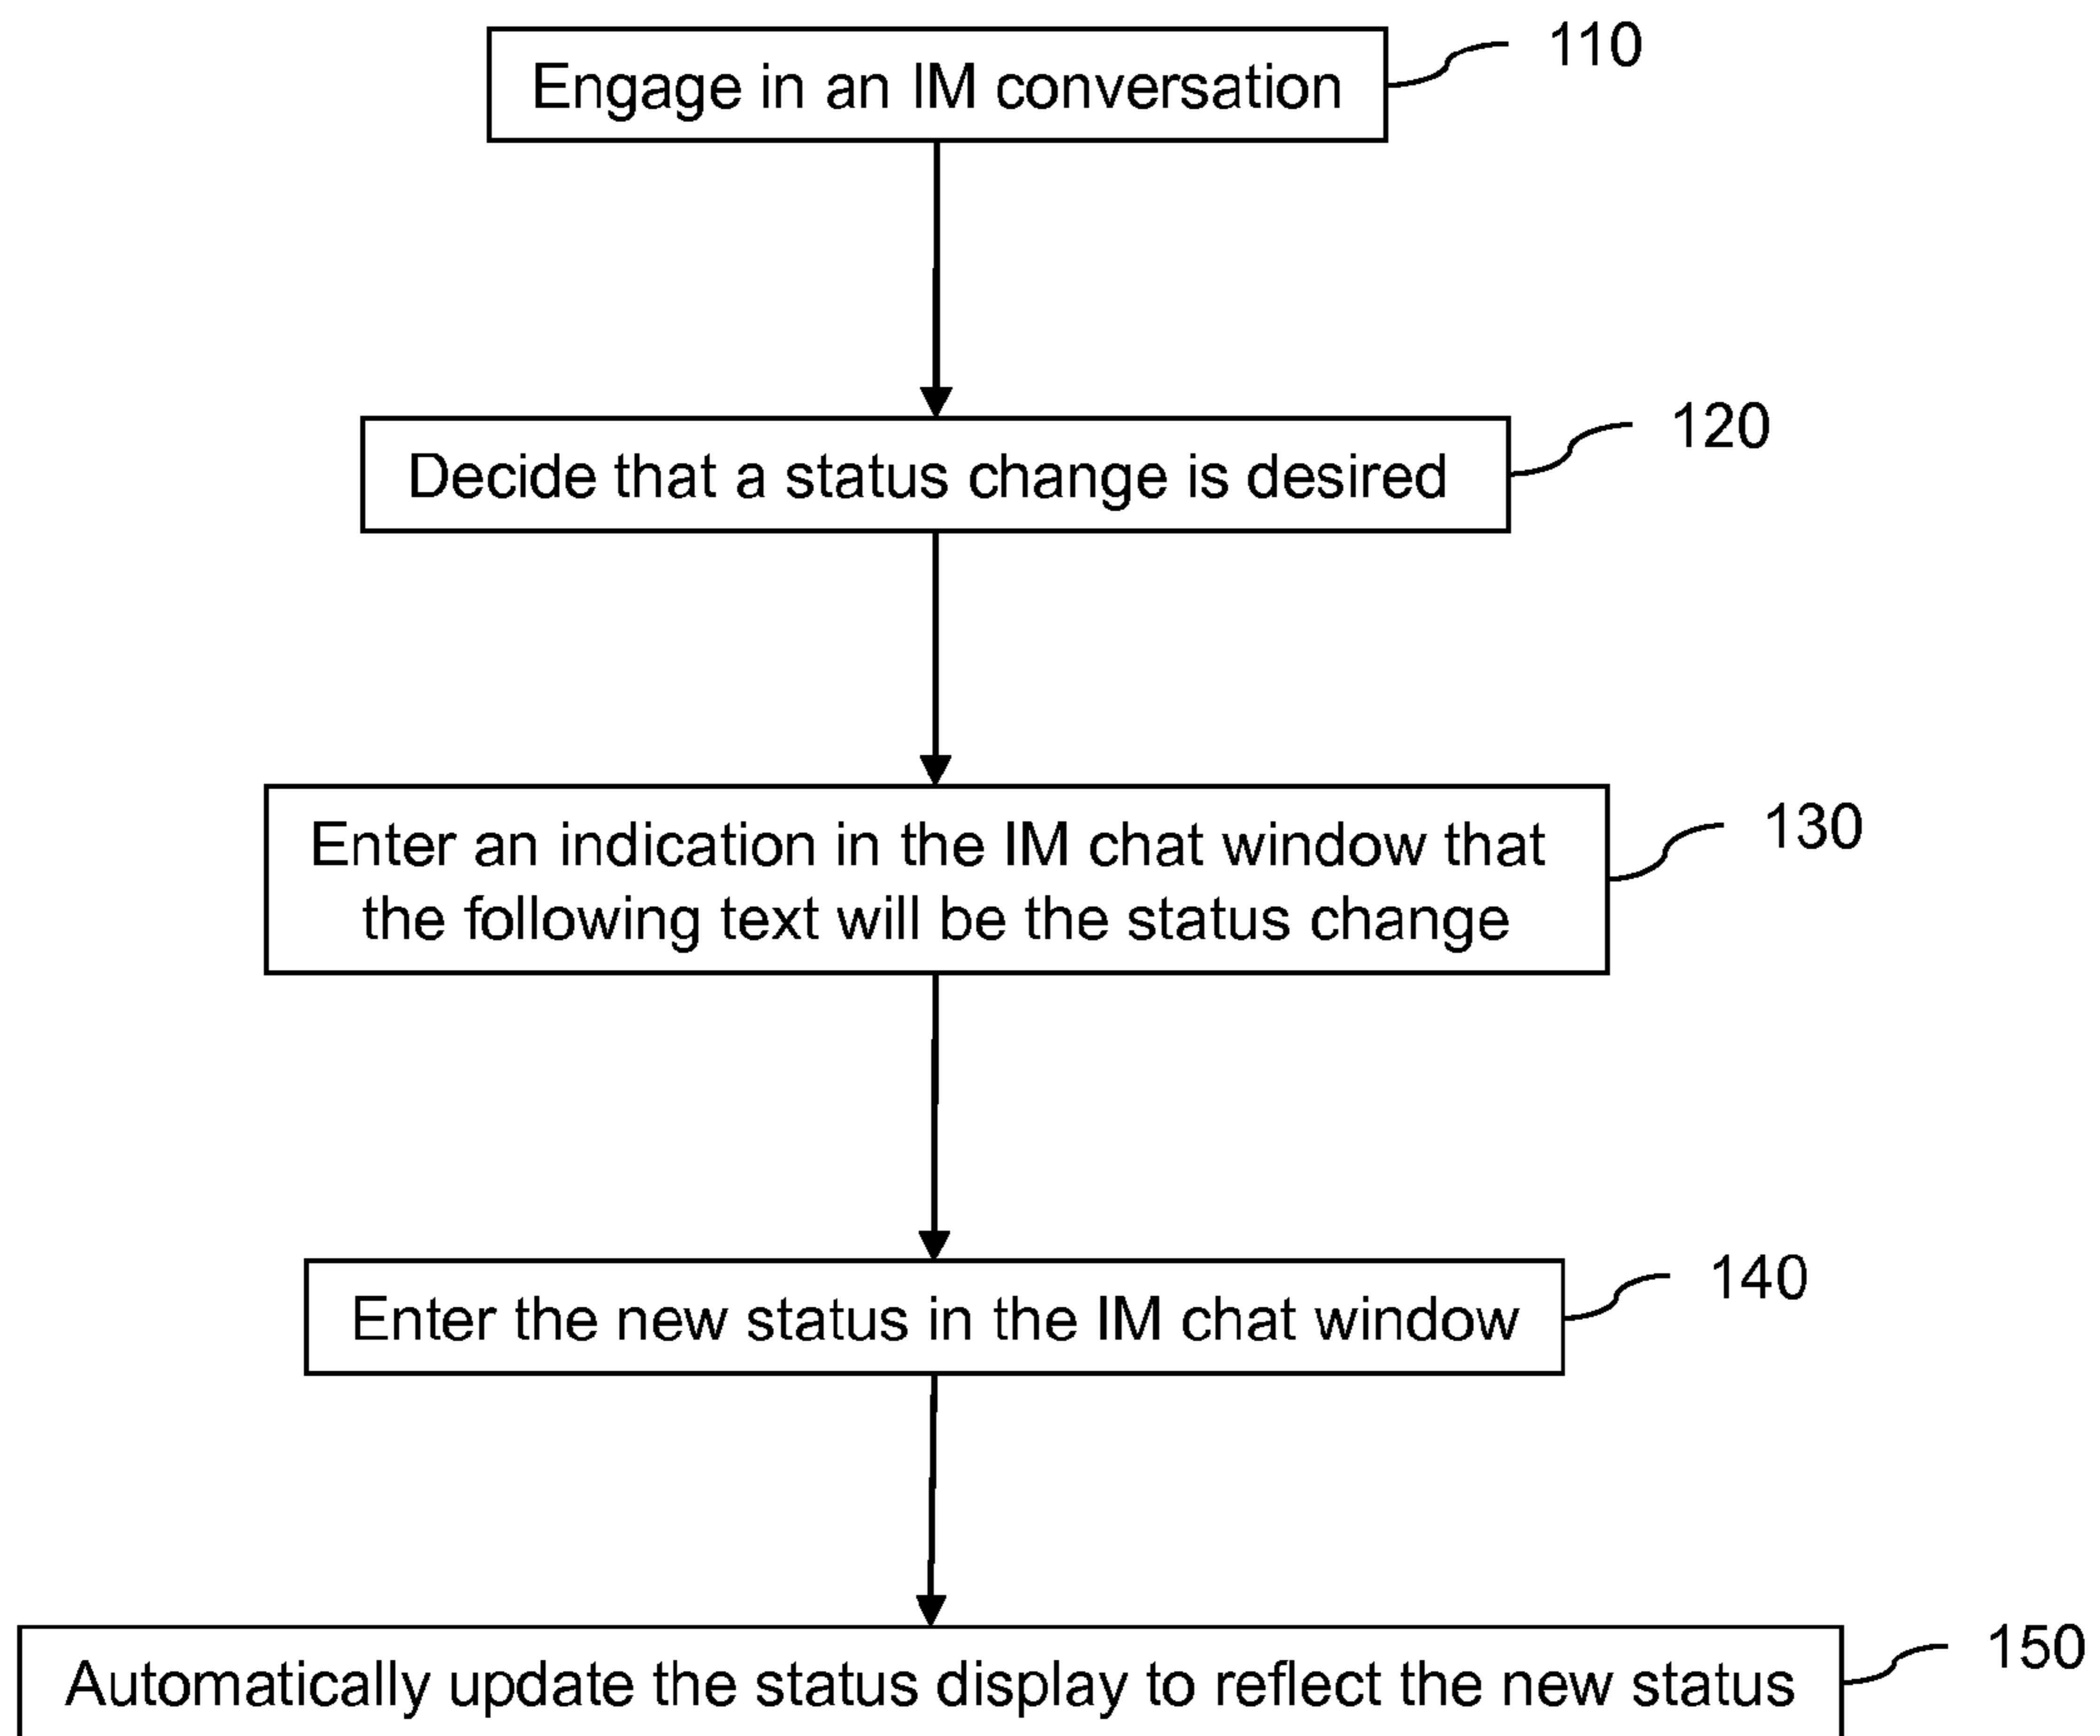 Engage in an IM conversation
110
Decide that a status change is desired
120
Enter an indication in the IM chat window that
the following text will be the status change
130
Enter the new status in the IM chat window
140
Automatically update the status display to reflect the new status
150